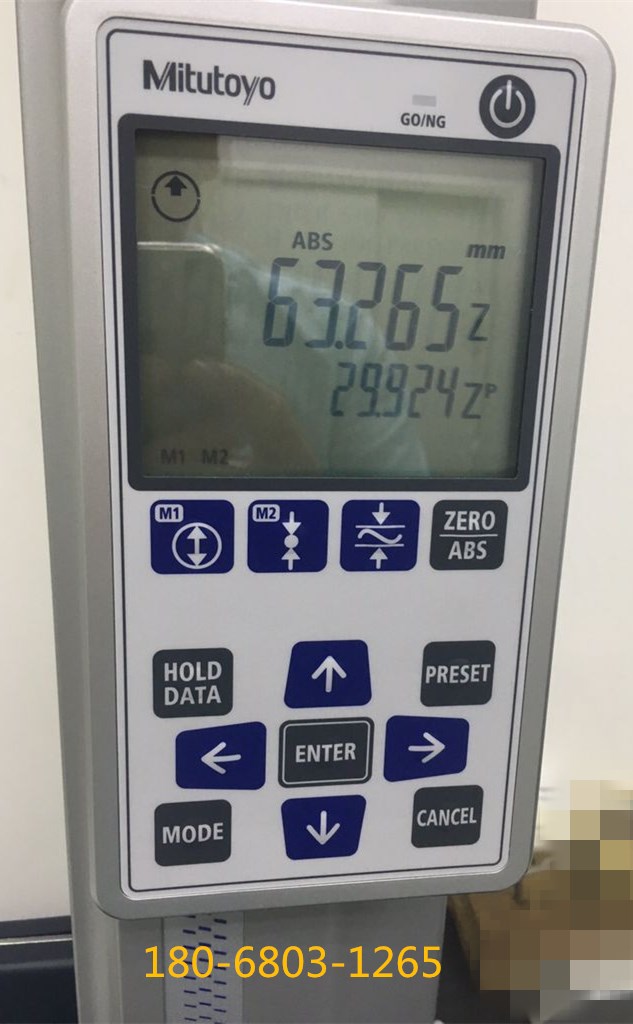 Mitutoyo
GO/NG
ABS
mm
63.265 Z
29.924 ZP
M1 M2
M1
M2
ZERO
ABS
HOLD
DATA
PRESET
ENTER
MODE
CANCEL
180-6803-1265